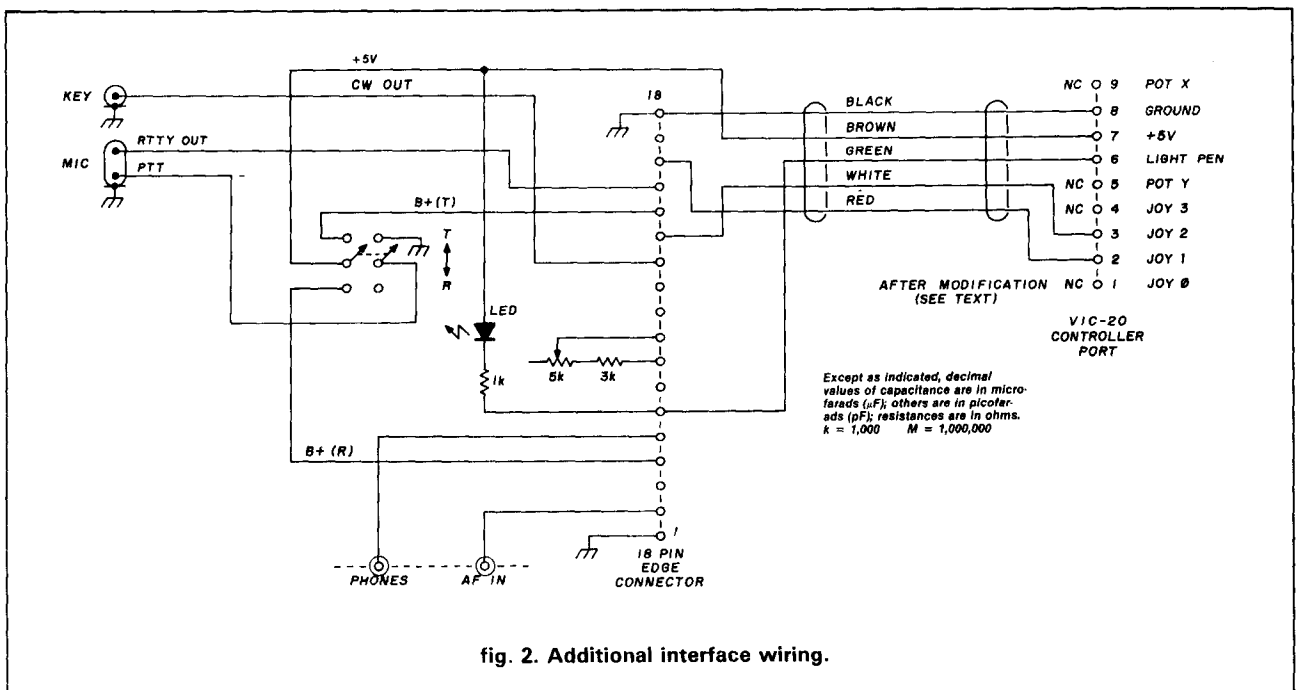 +5V
KEY
CW OUT
18
NC 9 POT X
BLACK
8 GROUND
BROWN
7 +5V
MIC
RTTY OUT
GREEN
6 LIGHT PEN
PTT
WHITE
NC 5 POT Y
B+(T)
RED
NC 4 JOY 3
T
3 JOY 2
R
2 JOY 1
AFTER MODIFICATION NC 1 JOY Ø
(SEE TEXT)
LED
VIC-20
CONTROLLER
PORT
1k
5k
3k
Except as indicated, decimal
values of capacitance are in micro-
farads (μF); others are in picofar-
ads (pF); resistances are in ohms.
k = 1,000 M = 1,000,000
B+ (R)
1
18 PIN
EDGE
CONNECTOR
PHONES
AF IN
fig. 2. Additional interface wiring.